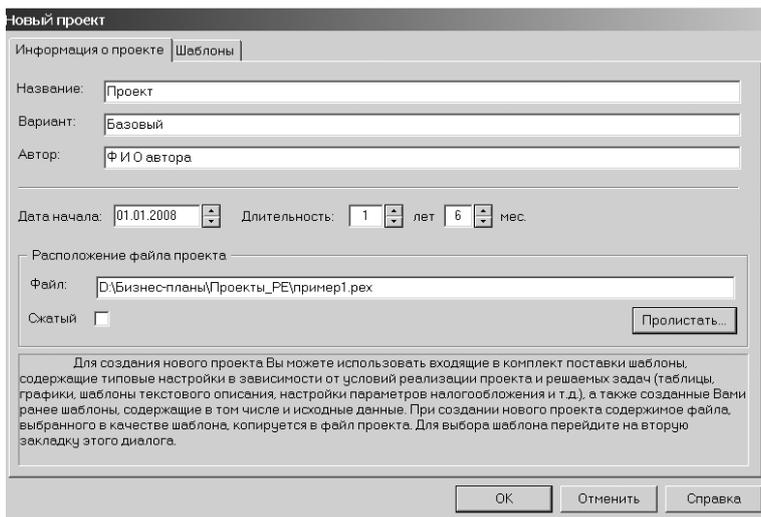 Новый проект
Информация о проекте Шаблоны
Название: Проект
Вариант: Базовый
Автор: Ф И О автора
Дата начала: 01.01.2008 Длительность: 1 лет 6 мес.
Расположение файла проекта
Файл: D:\Бизнес-планы\Проекты_PE\пример1.pex
Сжатый Пролистать...
Для создания нового проекта Вы можете использовать входящие в комплект поставки шаблоны,
содержащие типовые настройки в зависимости от условий реализации проекта и решаемых задач (таблицы,
графики, шаблоны текстового описания, настройки параметров налогообложения и т.д.), а также созданные Вами
ранее шаблоны, содержащие в том числе и исходные данные. При создании нового проекта содержимое файла,
выбранного в качестве шаблона, копируется в файл проекта. Для выбора шаблона перейдите на вторую
закладку этого диалога.
OK Отменить Справка